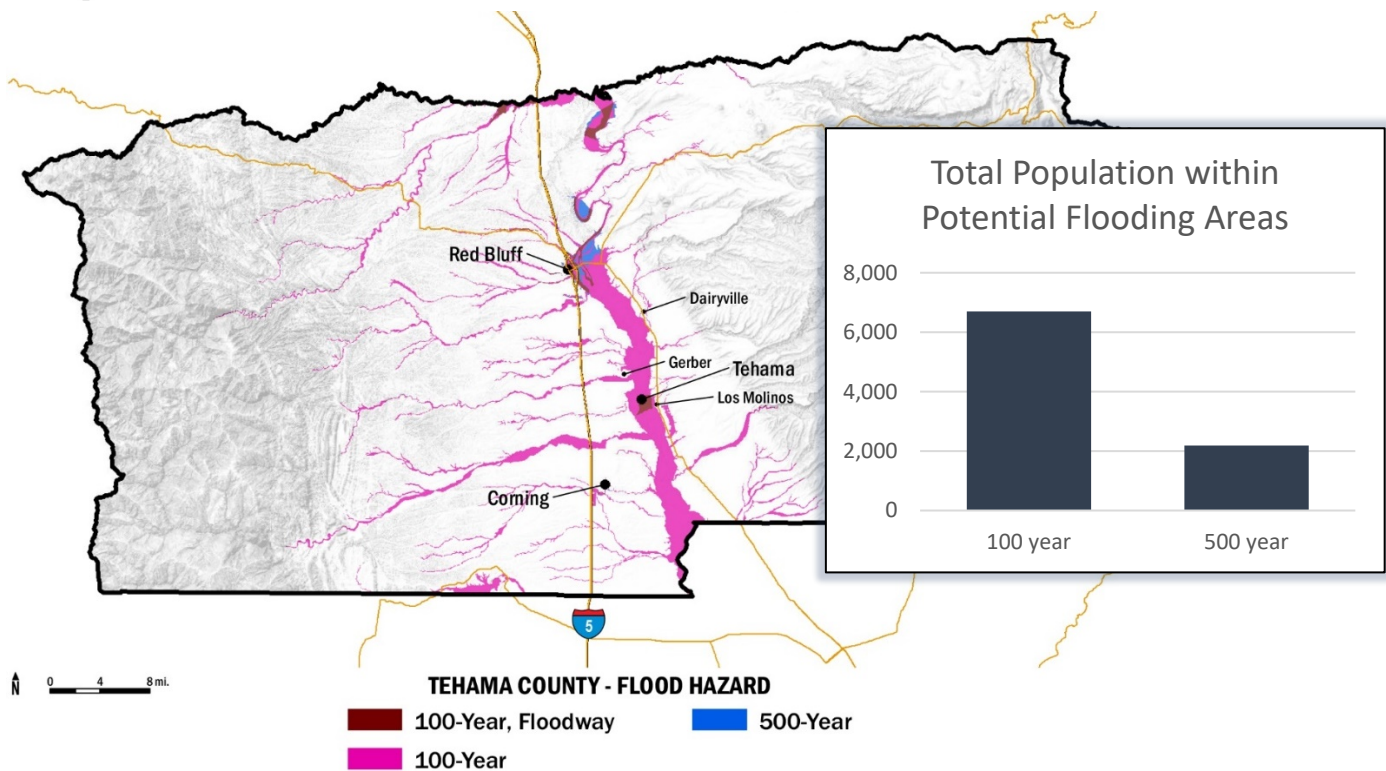 Red Bluff
Dairyville
Gerber
Tehama
Los Molinos
Corning
5
Total Population within
Potential Flooding Areas
8,000
6,000
4,000
2,000
0
100 year
500 year
N
0 4 8 mi.
TEHAMA COUNTY - FLOOD HAZARD
100-Year, Floodway
500-Year
100-Year